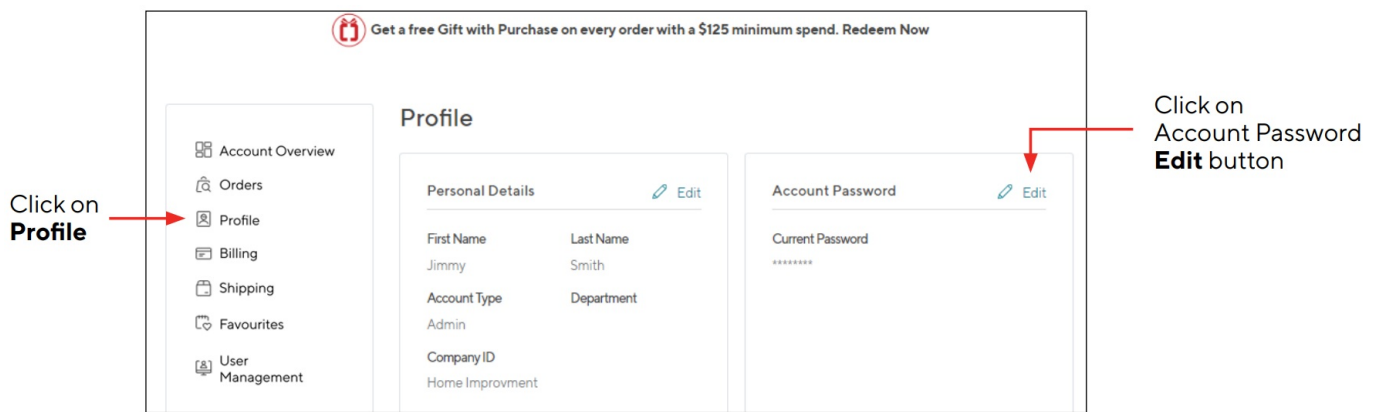 Get a free Gift with Purchase on every order with a $125 minimum spend. Redeem Now
Click on
Profile
Account Overview
Orders
Profile
Billing
Shipping
Favourites
User
Management
Profile
Personal Details
Edit
First Name
Last Name
Jimmy
Smith
Account Type
Department
Admin
Company ID
Home Improvment
Account Password
Edit
Current Password
********
Click on
Account Password
Edit button